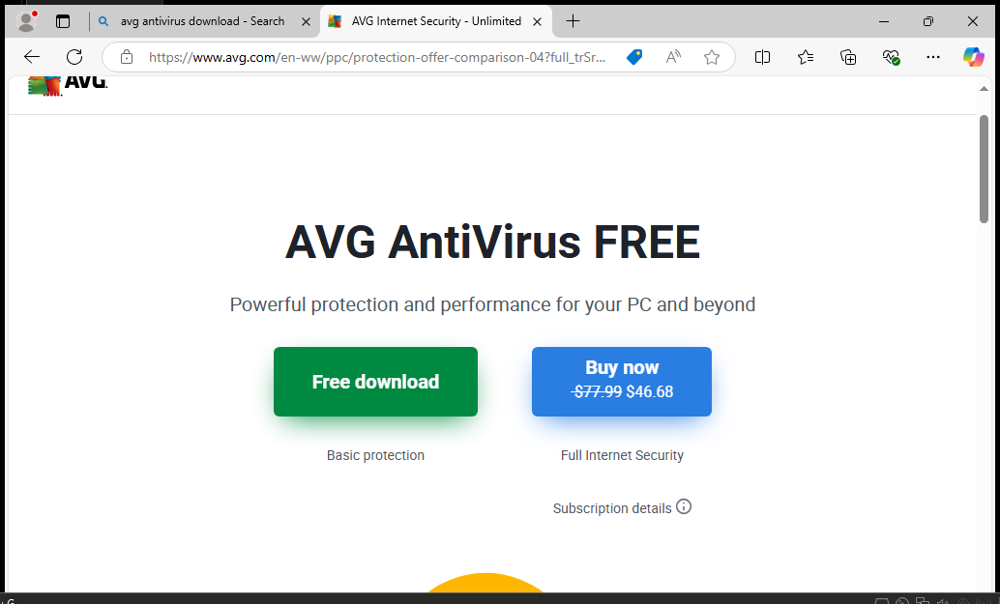 avg antivirus download - Search
AVG Internet Security - Unlimited
https://www.avg.com/en-ww/ppc/protection-offer-comparison-04?full_trSr...
AVG.
AVG AntiVirus FREE
Powerful protection and performance for your PC and beyond
Free download
Buy now
$77.99 $46.68
Basic protection
Full Internet Security
Subscription details